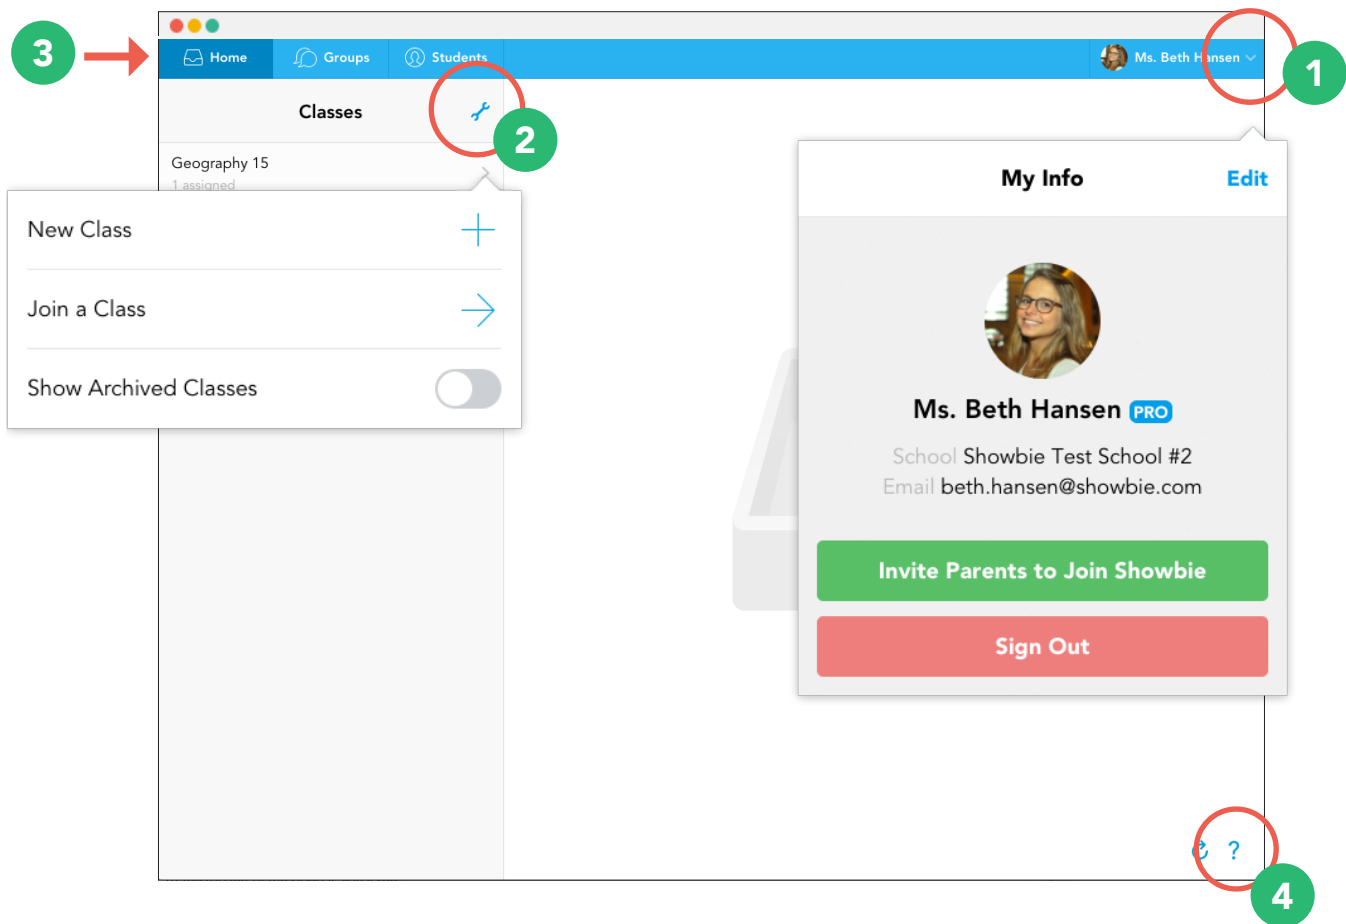 3
Home
Groups
Students
Ms. Beth Hansen
1
Classes
2
Geography 15
1 assigned
New Class
Join a Class
Show Archived Classes
My Info
Edit
Ms. Beth Hansen PRO
School Showbie Test School #2
Email beth.hansen@showbie.com
Invite Parents to Join Showbie
Sign Out
?
4